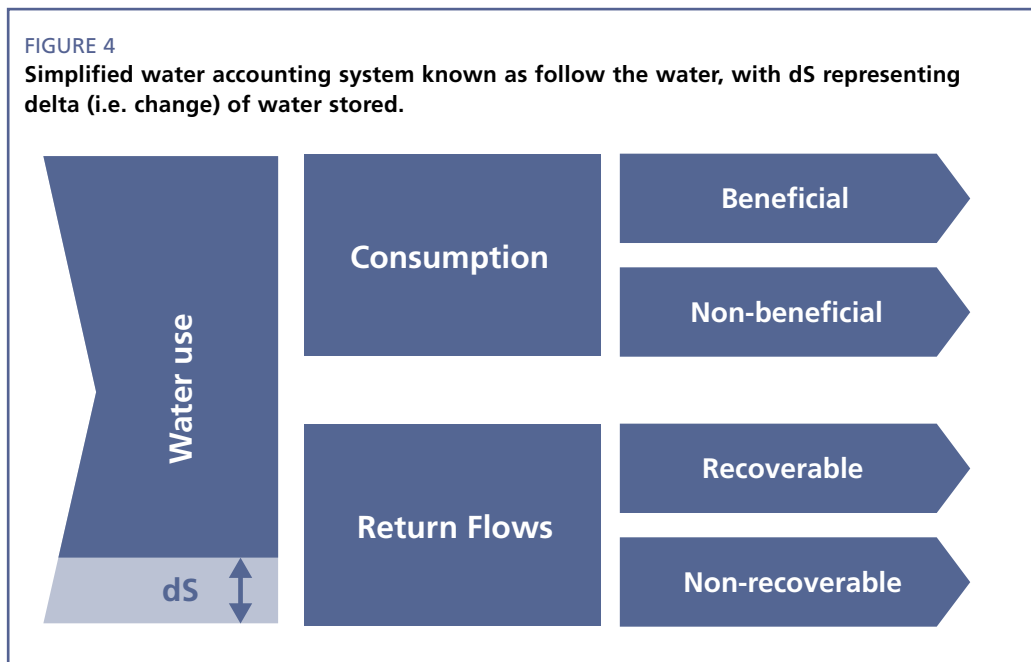 FIGURE 4
Simplified water accounting system known as follow the water, with dS representing
delta (i.e. change) of water stored.
Water use
dS
Consumption
Beneficial
Non-beneficial
Return Flows
Recoverable
Non-recoverable